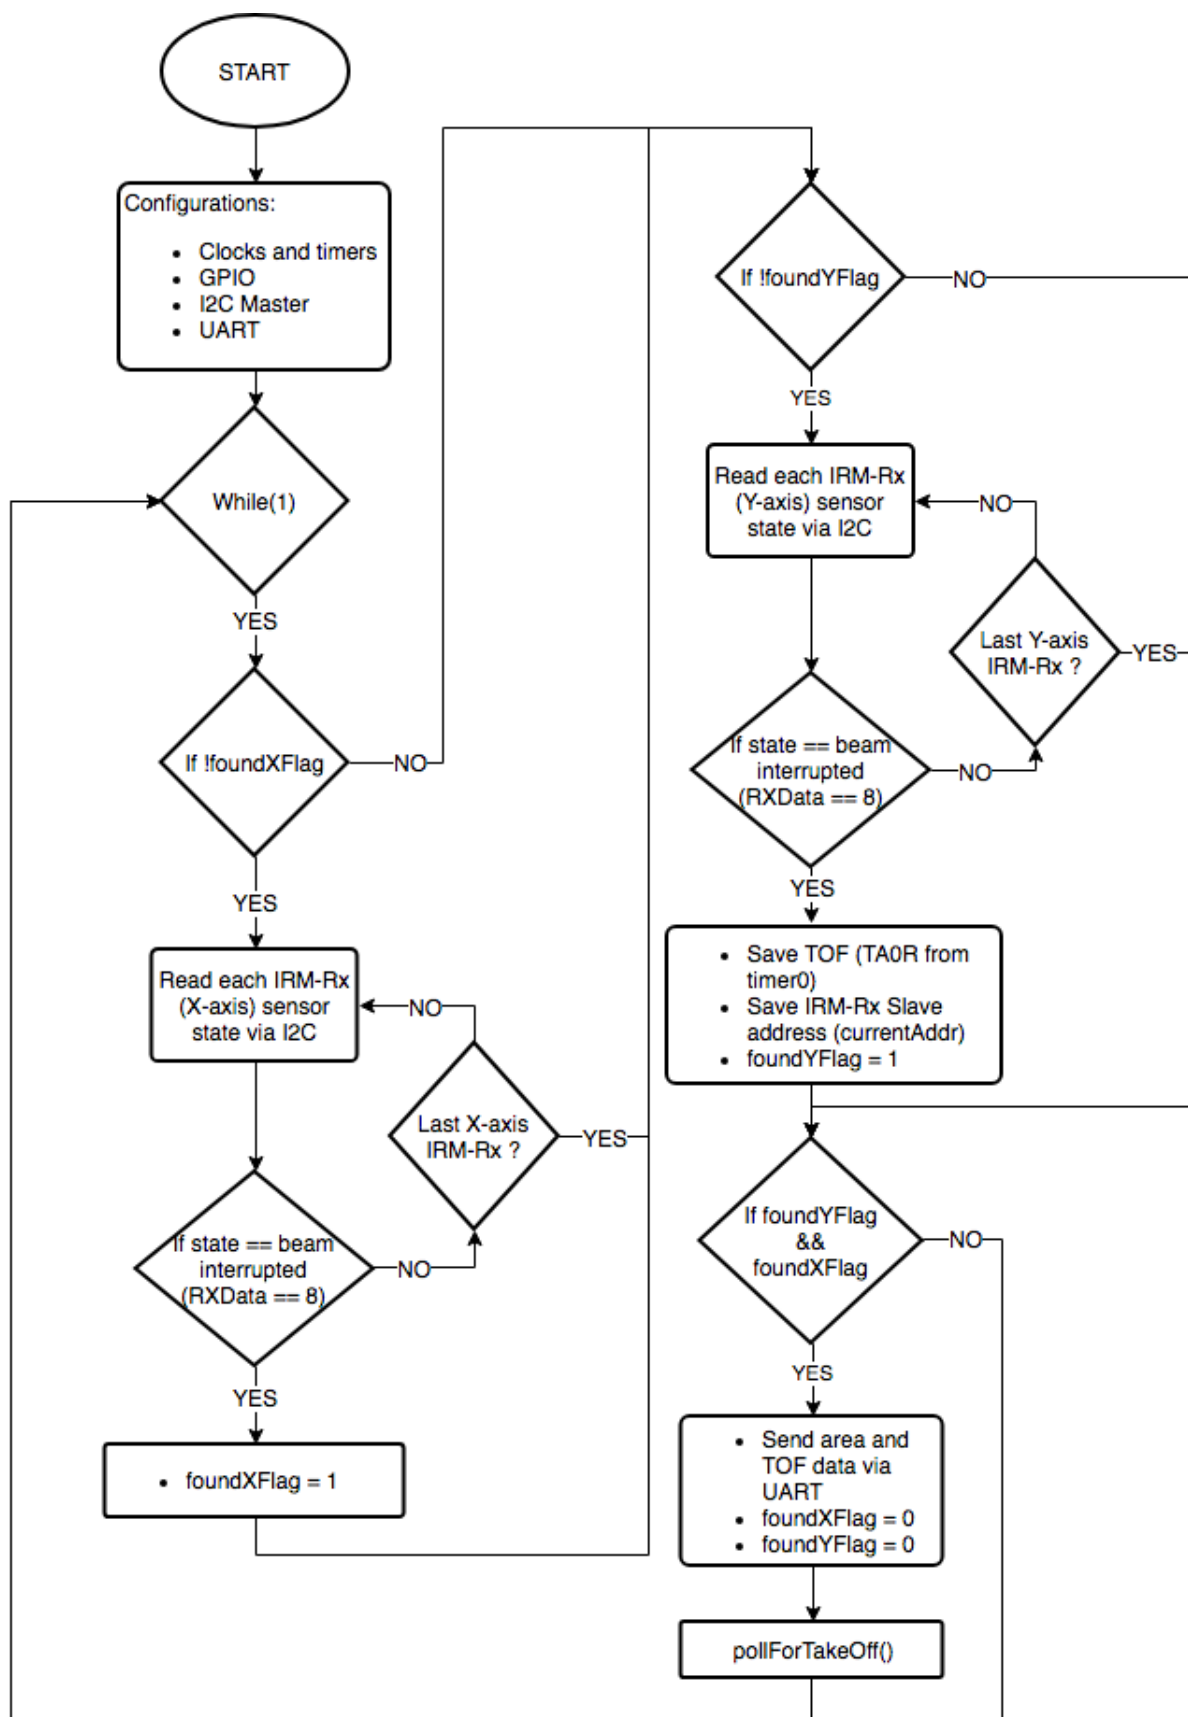 START
Configurations:
• Clocks and timers
• GPIO
• I2C Master
• UART
While(1)
YES
If !foundXFlag
NO
YES
Read each IRM-Rx
(X-axis) sensor
state via I2C
NO
Last X-axis
IRM-Rx ?
YES
If state == beam
interrupted
(RXData == 8)
NO
YES
• foundXFlag = 1
If !foundYFlag
NO
YES
Read each IRM-Rx
(Y-axis) sensor
state via I2C
NO
Last Y-axis
IRM-Rx ?
YES
If state == beam
interrupted
(RXData == 8)
NO
YES
• Save TOF (TA0R from
timer0)
• Save IRM-Rx Slave
address (currentAddr)
• foundYFlag = 1
If foundYFlag
&&
foundXFlag
NO
YES
• Send area and
TOF data via
UART
• foundXFlag = 0
• foundYFlag = 0
pollForTakeOff()